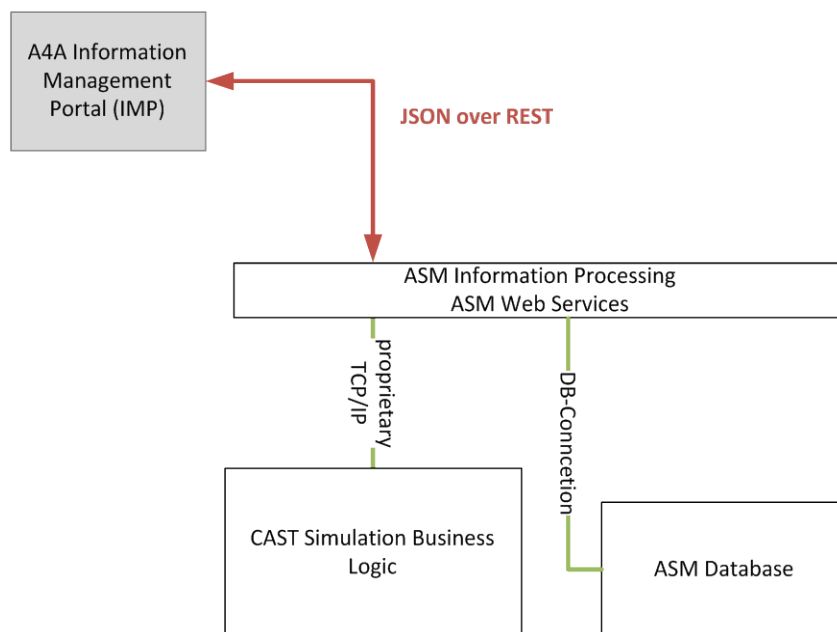 A4A Information
Management
Portal (IMP)
JSON over REST
ASM Information Processing
ASM Web Services
proprietary
TCP/IP
DB-Conncetion
CAST Simulation Business
Logic
ASM Database